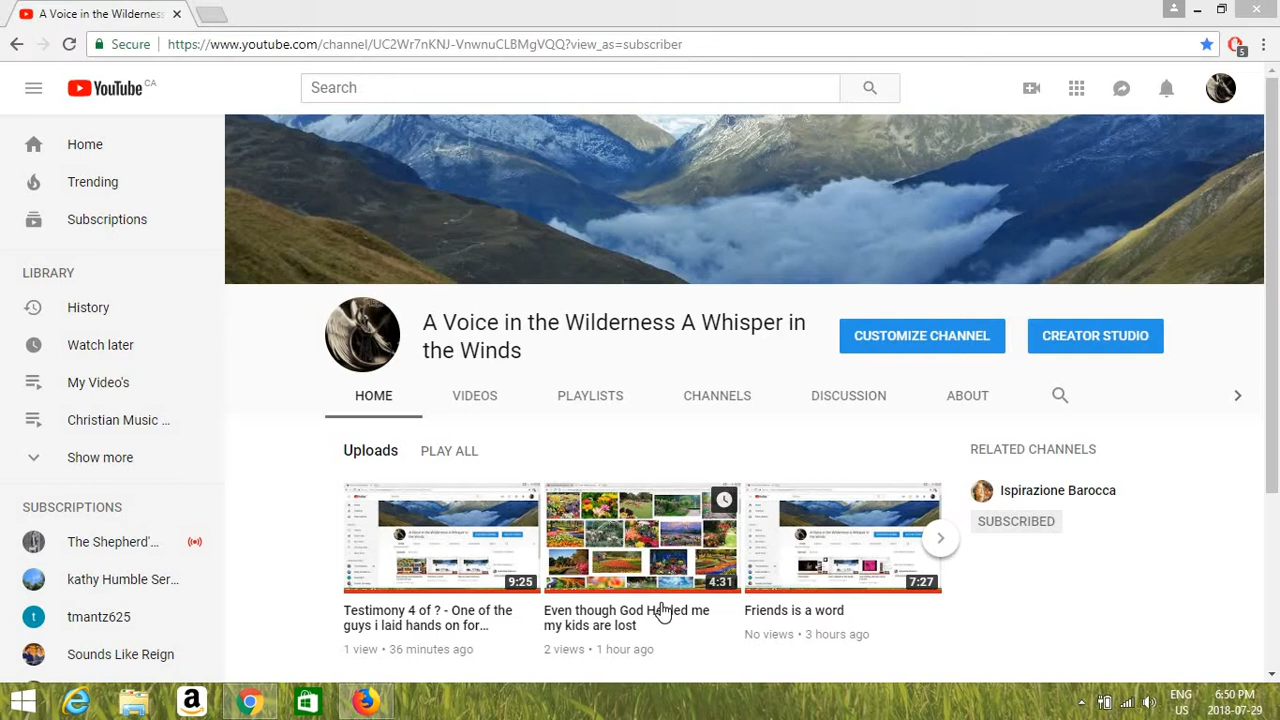 A Voice in the Wilderness
Secure https://www.youtube.com/channel/UC2Wr7nKNJ-VnwnuCLBMgVQQ?view_as=subscriber
5
YouTube CA
Search
Home
Trending
Subscriptions
LIBRARY
History
Watch later
My Video's
Christian Music ...
Show more
SUBSCRIPTIONS
The Shepherd...
kathy Humble Ser...
tmantz625
Sounds Like Reign
A Voice in the Wilderness A Whisper in
the Winds
CUSTOMIZE CHANNEL
CREATOR STUDIO
HOME VIDEOS PLAYLISTS CHANNELS DISCUSSION ABOUT
Uploads PLAY ALL
9:25
Testimony 4 of ? - One of the
guys i laid hands on for...
1 view • 36 minutes ago
4:31
Even though God Healed me
my kids are lost
2 views • 1 hour ago
7:27
Friends is a word
No views • 3 hours ago
RELATED CHANNELS
Ispirazione Barocca
SUBSCRIBED
ENG
US
6:50 PM
2018-07-29